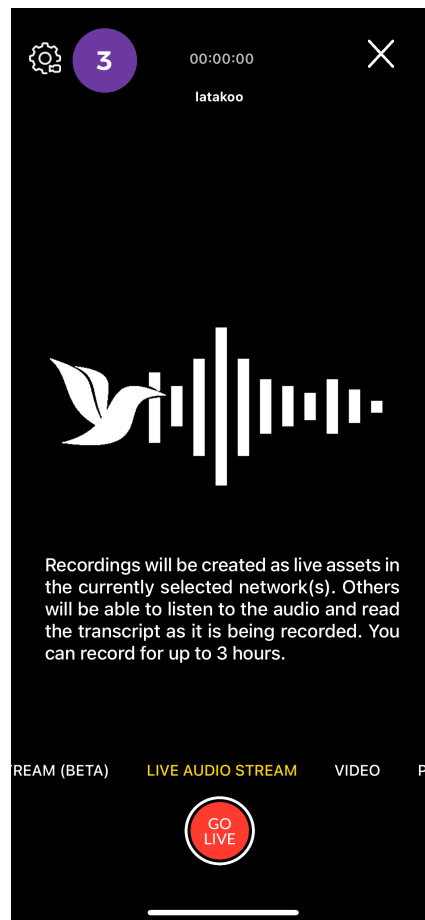 3
00:00:00
latakoo
Recordings will be created as live assets in
the currently selected network(s). Others
will be able to listen to the audio and read
the transcript as it is being recorded. You
can record for up to 3 hours.
TREAM (BETA) LIVE AUDIO STREAM VIDEO P
GO
LIVE